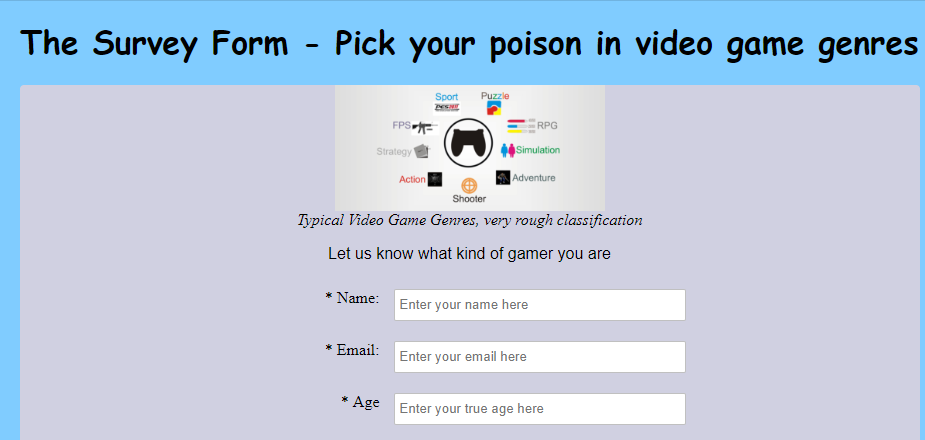 The Survey Form - Pick your poison in video game genres
Sport
Puzzle
FPS
RPG
Strategy
Simulation
Action
Adventure
Shooter
Typical Video Game Genres, very rough classification
Let us know what kind of gamer you are
* Name: Enter your name here
* Email: Enter your email here
* Age Enter your true age here